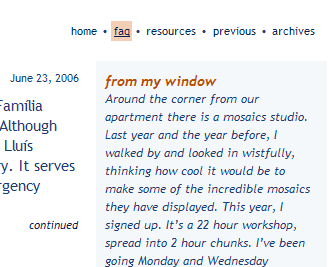 home • faq • resources • previous • archives
June 23, 2006
Família
Although
Lluís
ry. It serves
rgency
continued
from my window
Around the corner from our
apartment there is a mosaics studio.
Last year and the year before, I
walked by and looked in wistfully,
thinking how cool it would be to
make some of the incredible mosaics
they have displayed. This year, I
signed up. It's a 22 hour workshop,
spread into 2 hour chunks. I've been
going Monday and Wednesday